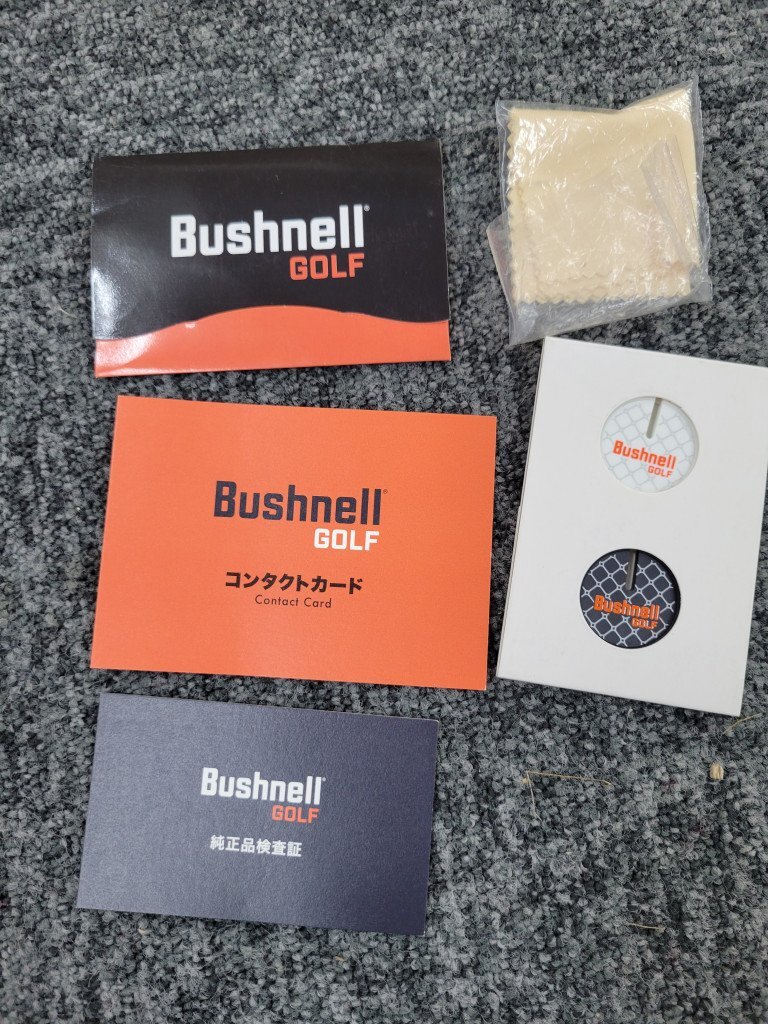 Bushnell®
GOLF
Bushnell®
GOLF
コンタクトカード
Contact Card
Bushnell®
GOLF
純正品検査証
Bushnell
GOLF
Bushnell
GOLF